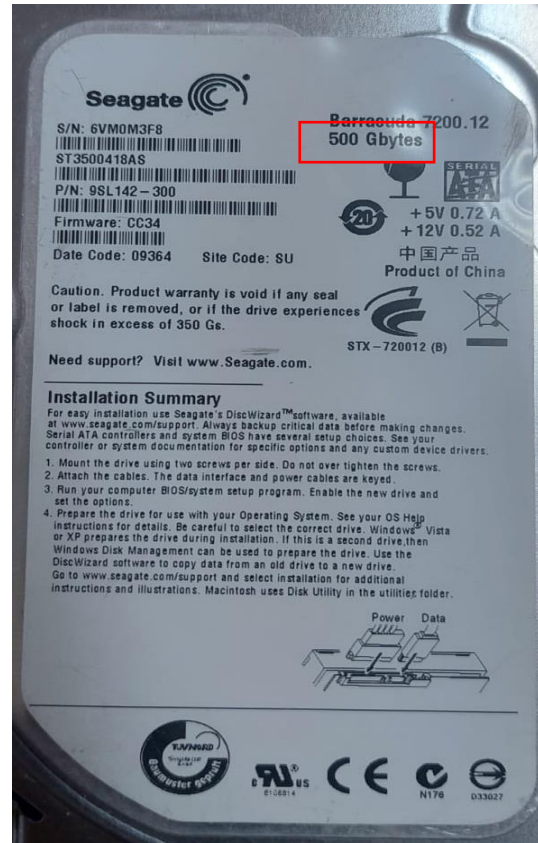 Seagate
Barracuda 7200.12
500 Gbytes
S/N: 6VM0M3F8
ST3500418AS
P/N: 9SL142-300
Firmware: CC34
Date Code: 09364 Site Code: SU
SERIAL
ATA
20
+5V 0.72 A
+12V 0.52 A
中国产品
Product of China
Caution. Product warranty is void if any seal
or label is removed, or if the drive experiences
shock in excess of 350 Gs.
STX-720012 (B)
Need support? Visit www.Seagate.com.
Installation Summary
For easy installation use Seagate's DiscWizard™software, available
at www.seagate.com/support. Always backup critical data before making changes.
Serial ATA controllers and system BIOS have several setup choices. See your
controller or system documentation for specific options and any custom device drivers.
1. Mount the drive using two screws per side. Do not over tighten the screws.
2. Attach the cables. The data interface and power cables are keyed.
3. Run your computer BIOS/system setup program. Enable the new drive and
set the options.
4. Prepare the drive for use with your Operating System. See your OS Help
instructions for details. Be careful to select the correct drive. Windows® Vista
or XP prepares the drive during installation. If this is a second drive,then
Windows Disk Management can be used to prepare the drive. Use the
DiscWizard software to copy data from an old drive to a new drive.
Go to www.seagate.com/support and select installation for additional
instructions and illustrations. Macintosh uses Disk Utility in the utilities folder.
Power Data
TUV NORD
Baumuster geprüft
c RU us
CE
N176
D33027